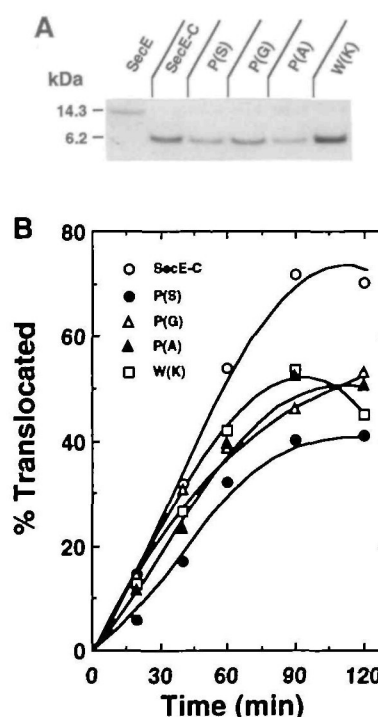 A
kDa
SecE
SecE-C
P(S)
P(G)
P(A)
W(K)
14.3
6.2
B
80
60
40
20
0
% Translocated
SecE-C
P(S)
P(G)
P(A)
W(K)
0
30
60
90
120
Time (min)